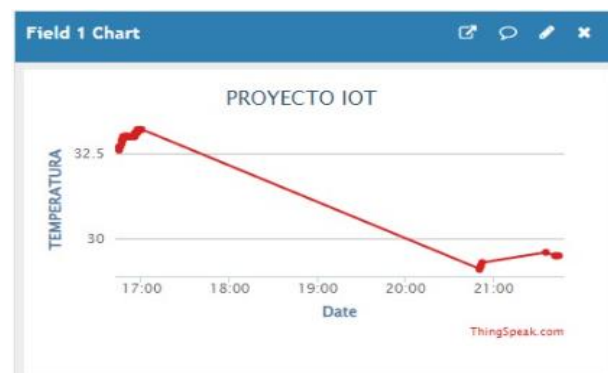 Field 1 Chart
PROYECTO IOT
TEMPERATURA
32.5
30
17:00 18:00 19:00 20:00 21:00
Date
ThingSpeak.com